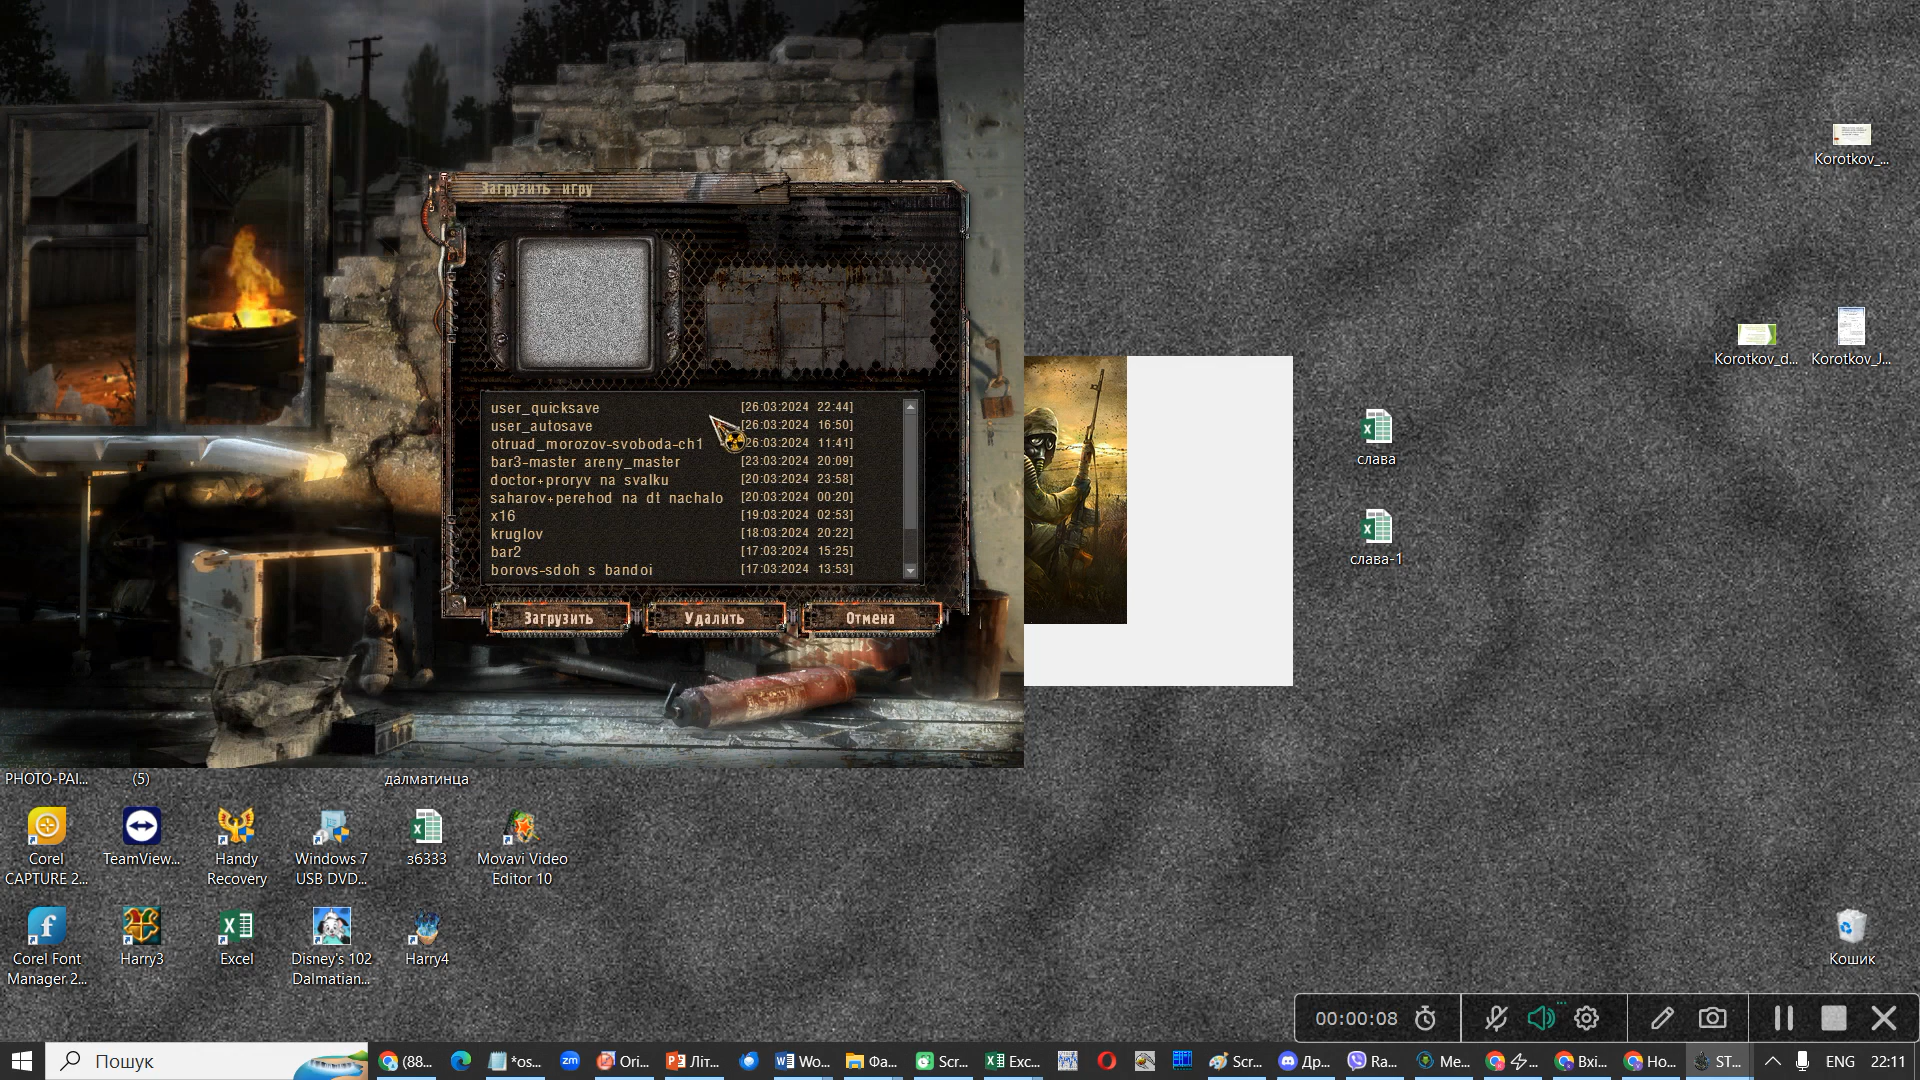 Загрузить игру
user_quicksave [26:03:2024 22:44]
user_autosave [26:03:2024 16:50]
otruad_morozov-svoboda-ch1 26:03:2024 11:41]
bar3-master areny_master [23:03:2024 20:09]
doctor+proryv na svalku [20:03:2024 23:58]
saharov+perehod na dt nachalo [20:03:2024 00:20]
x16 [19:03:2024 02:53]
kruglov [18:03:2024 20:22]
bar2 [17:03:2024 15:25]
borovs-sdoh s bandoi [17:03:2024 13:53]
Загрузить Удалить Отмена
Korotkov_...
Korotkov_d... Korotkov_J...
слава
слава-1
PHOTO-PAI... (5) далматинца
Corel CAPTURE 2...
TeamView...
Handy Recovery
Windows 7 USB DVD...
з6333
Movavi Video Editor 10
Corel Font Manager 2...
Harry3
Excel
Disney's 102 Dalmatian...
Harry4
Кошик
00:00:08
Пошук (88... *os... zm Ori... Літ... Wo... Фа... Scr... Exc... Scr... Др... Ra... Me... ... Вхі... Но... ST... ENG 22:11